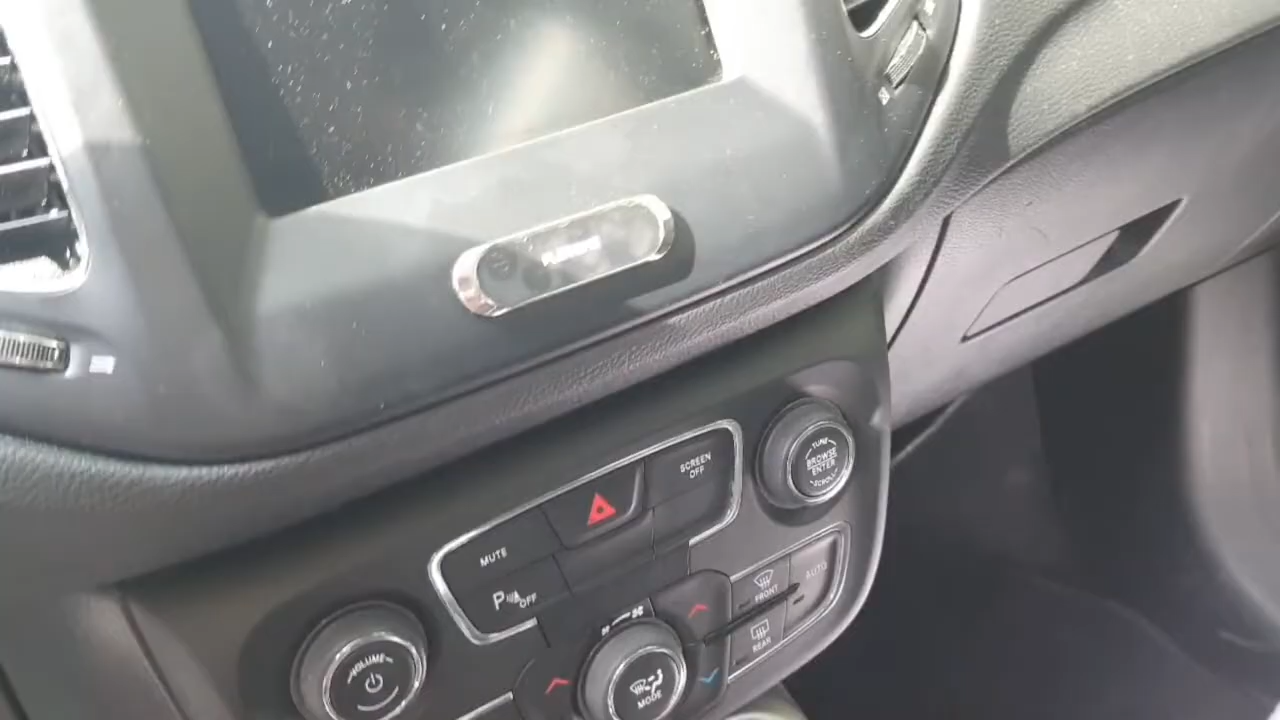 SCREEN
OFF
TUNE
BROWSE
ENTER
SCROLL
MUTE
P OFF
AUTO
FRONT
REAR
VOLUME
MODE